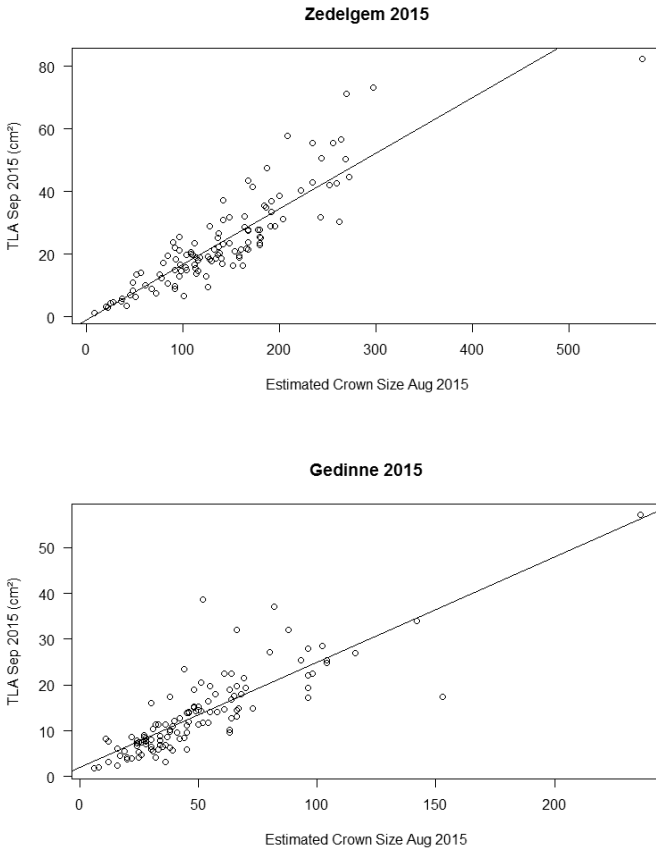 Zedelgem 2015
TLA Sep 2015 (cm²)
80
60
40
20
0
0 100 200 300 400 500
Estimated Crown Size Aug 2015
Gedinne 2015
TLA Sep 2015 (cm²)
50
40
30
20
10
0
0 50 100 150 200
Estimated Crown Size Aug 2015